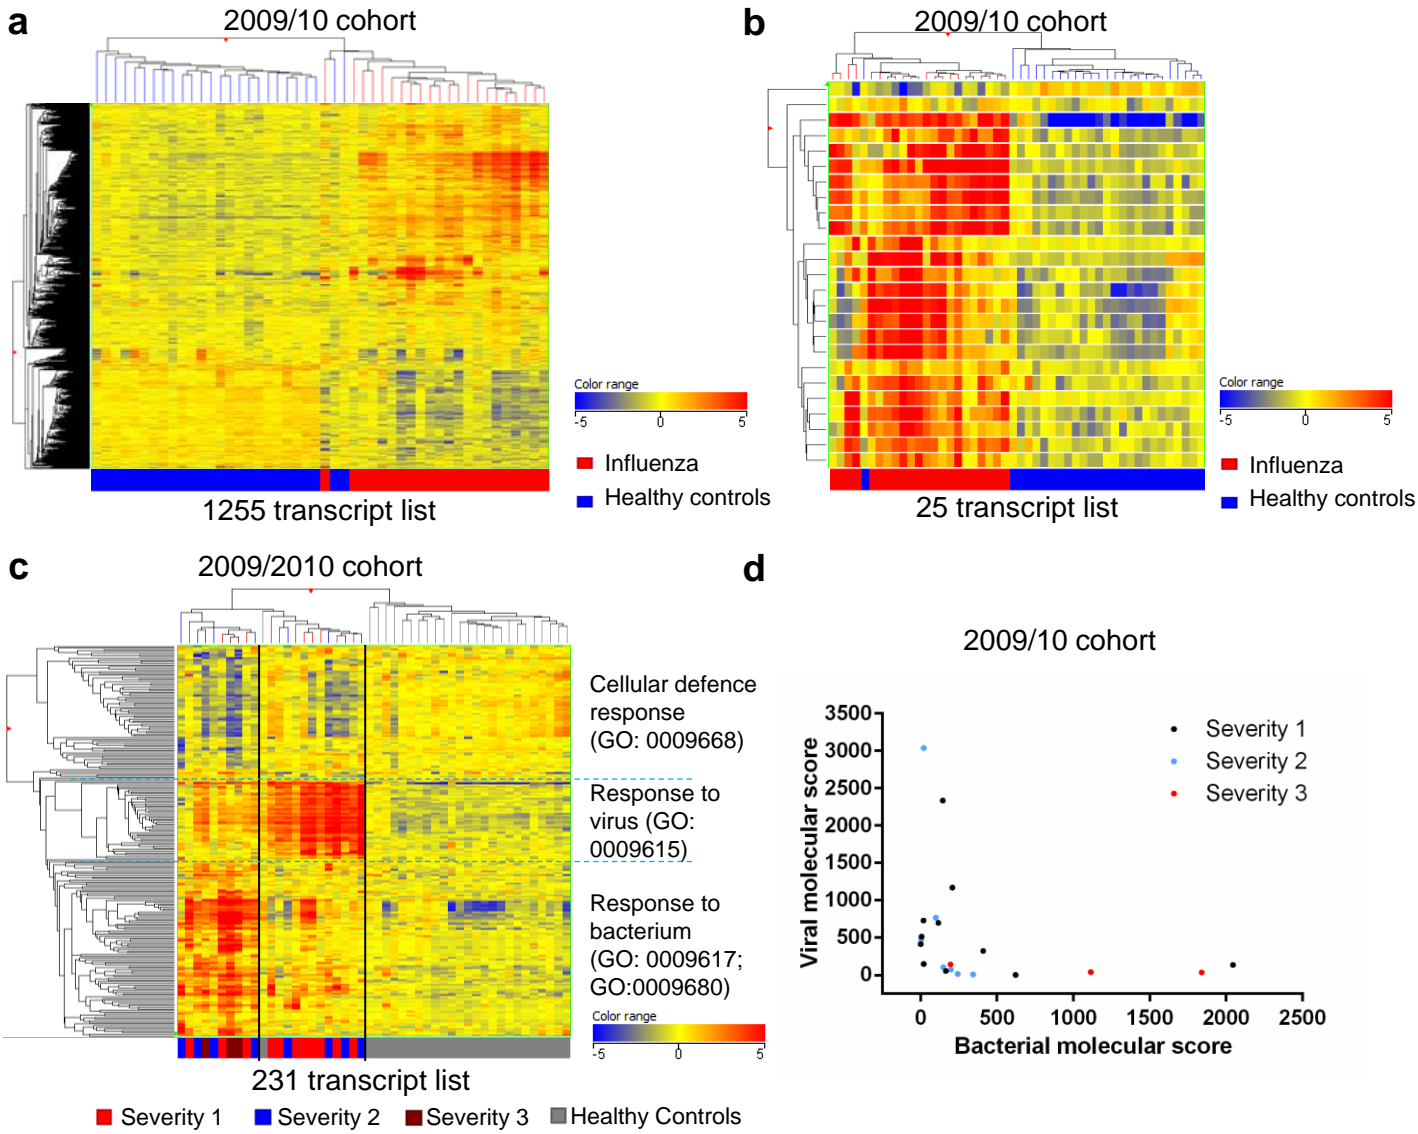 a
2009/10 cohort
Color range
-5
0
5
Influenza
Healthy controls
1255 transcript list
b
2009/10 cohort
Color range
-5
0
5
Influenza
Healthy controls
25 transcript list
c
2009/2010 cohort
Cellular defence
response
(GO: 0009668)
Response to
virus (GO:
0009615)
Response to
bacterium
(GO: 0009617;
GO:0009680)
Color range
-5
0
5
231 transcript list
Severity 1
Severity 2
Severity 3
Healthy Controls
d
2009/10 cohort
Viral molecular score
3500
3000
2500
2000
1500
1000
500
0
Severity 1
Severity 2
Severity 3
0
500
1000
1500
2000
2500
Bacterial molecular score